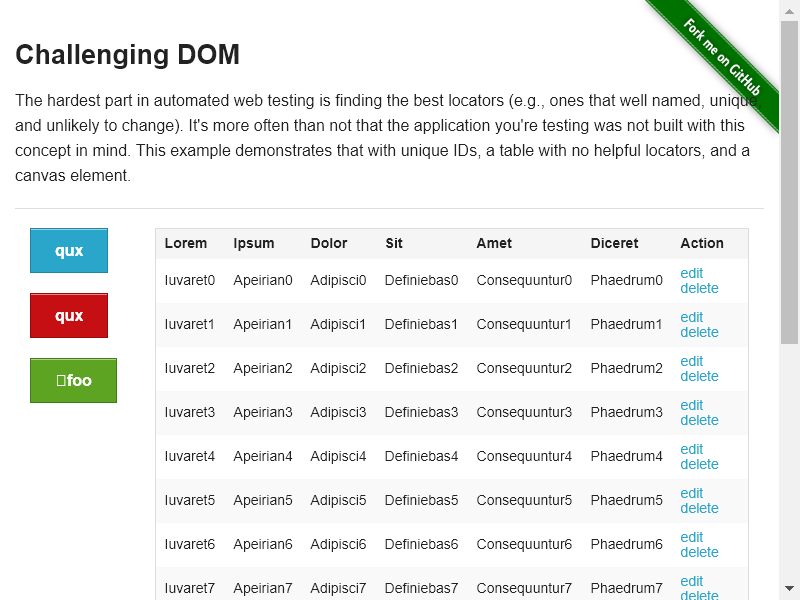 Fork me on GitHub
Challenging DOM
The hardest part in automated web testing is finding the best locators (e.g., ones that well named, unique,
and unlikely to change). It's more often than not that the application you're testing was not built with this
concept in mind. This example demonstrates that with unique IDs, a table with no helpful locators, and a
canvas element.
qux
qux
foo
Lorem Ipsum Dolor Sit Amet Diceret Action
Iuvaret0 Apeirian0 Adipisci0 Definiebas0 Consequuntur0 Phaedrum0 edit delete
Iuvaret1 Apeirian1 Adipisci1 Definiebas1 Consequuntur1 Phaedrum1 edit delete
Iuvaret2 Apeirian2 Adipisci2 Definiebas2 Consequuntur2 Phaedrum2 edit delete
Iuvaret3 Apeirian3 Adipisci3 Definiebas3 Consequuntur3 Phaedrum3 edit delete
Iuvaret4 Apeirian4 Adipisci4 Definiebas4 Consequuntur4 Phaedrum4 edit delete
Iuvaret5 Apeirian5 Adipisci5 Definiebas5 Consequuntur5 Phaedrum5 edit delete
Iuvaret6 Apeirian6 Adipisci6 Definiebas6 Consequuntur6 Phaedrum6 edit delete
Iuvaret7 Apeirian7 Adipisci7 Definiebas7 Consequuntur7 Phaedrum7 edit delete